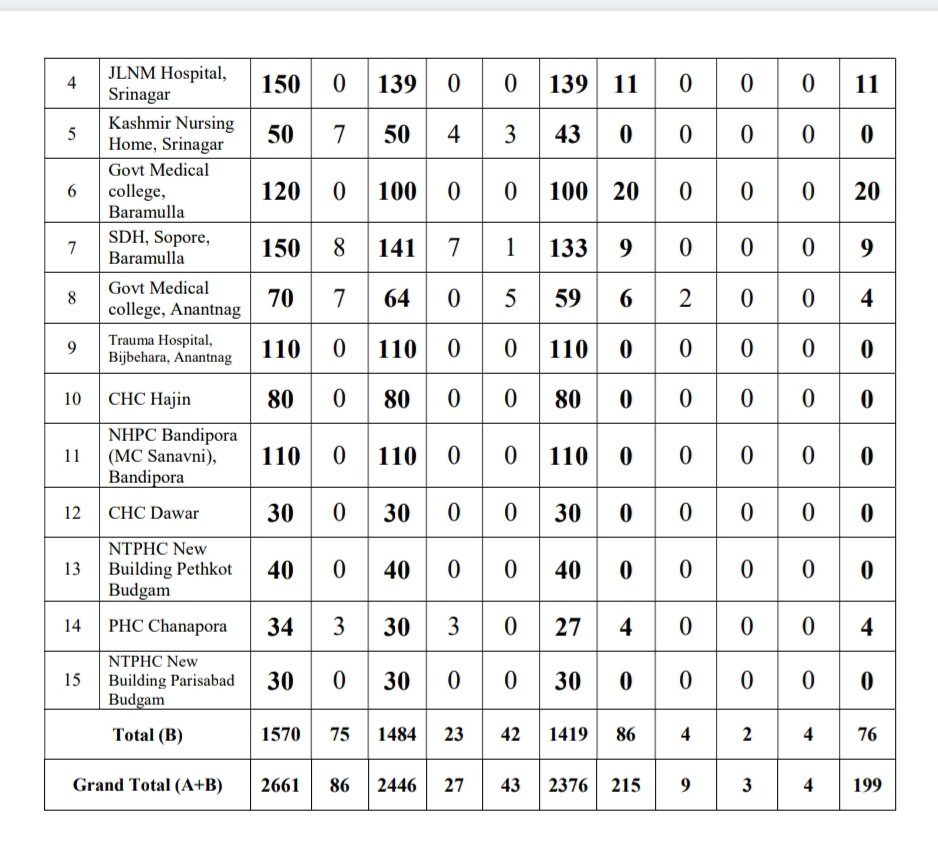 4 JLNM Hospital, Srinagar 150 0 139 0 0 139 11 0 0 0 11
5 Kashmir Nursing Home, Srinagar 50 7 50 4 3 43 0 0 0 0 0
6 Govt Medical college, Baramulla 120 0 100 0 0 100 20 0 0 0 20
7 SDH, Sopore, Baramulla 150 8 141 7 1 133 9 0 0 0 9
8 Govt Medical college, Anantnag 70 7 64 0 5 59 6 2 0 0 4
9 Trauma Hospital, Bijbehara, Anantnag 110 0 110 0 0 110 0 0 0 0 0
10 CHC Hajin 80 0 80 0 0 80 0 0 0 0 0
11 NHPC Bandipora (MC Sanavni), Bandipora 110 0 110 0 0 110 0 0 0 0 0
12 CHC Dawar 30 0 30 0 0 30 0 0 0 0 0
13 NTPHC New Building Pethkot Budgam 40 0 40 0 0 40 0 0 0 0 0
14 PHC Chanapora 34 3 30 3 0 27 4 0 0 0 4
15 NTPHC New Building Parisabad Budgam 30 0 30 0 0 30 0 0 0 0 0
Total (B) 1570 75 1484 23 42 1419 86 4 2 4 76
Grand Total (A+B) 2661 86 2446 27 43 2376 215 9 3 4 199